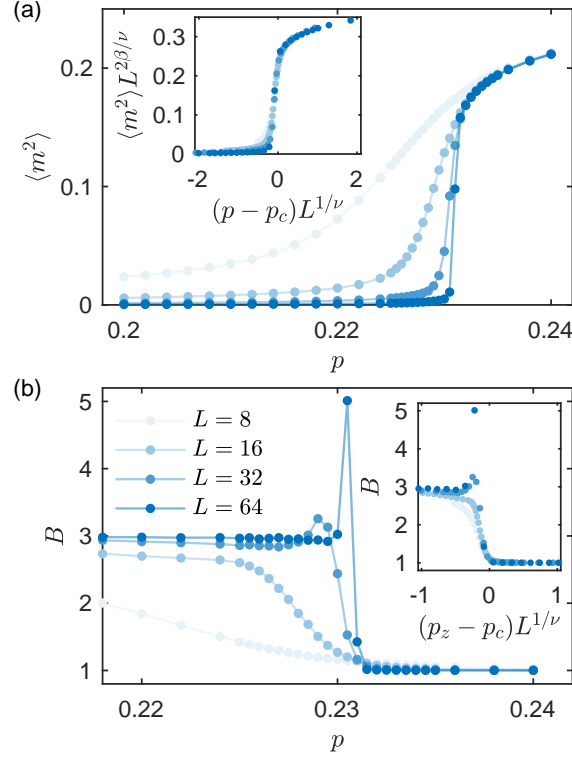 (a)
⟨m²⟩
0.2
0.1
0
0.2
0.22
0.24
p
⟨m²⟩L^{2β/ν}
0.3
0.2
0.1
0
-2
0
2
(p − p_c)L^{1/ν}
(b)
B
5
4
3
2
1
0.22
0.23
0.24
p
L = 8
L = 16
L = 32
L = 64
B
5
4
3
2
1
-1
0
1
(p_z − p_c)L^{1/ν}